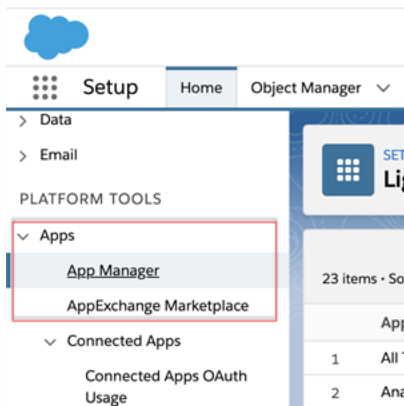 Setup
Home
Object Manager
Data
Email
PLATFORM TOOLS
Apps
App Manager
AppExchange Marketplace
Connected Apps
Connected Apps OAuth
Usage
23 items •
1
All
2